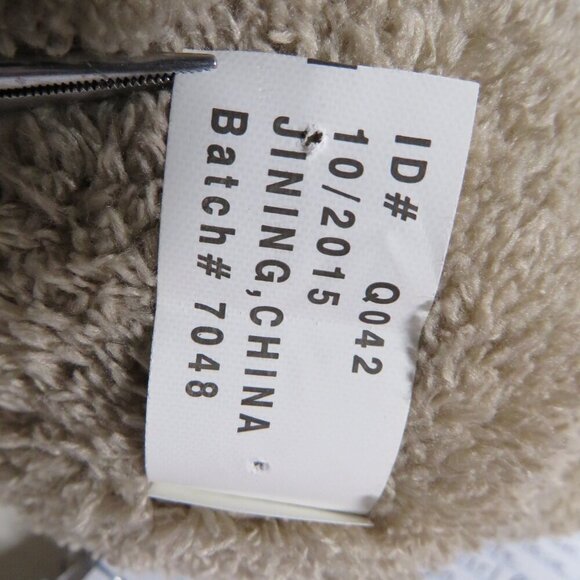 ID# Q042
10/2015
JINING,CHINA
Batch# 7048